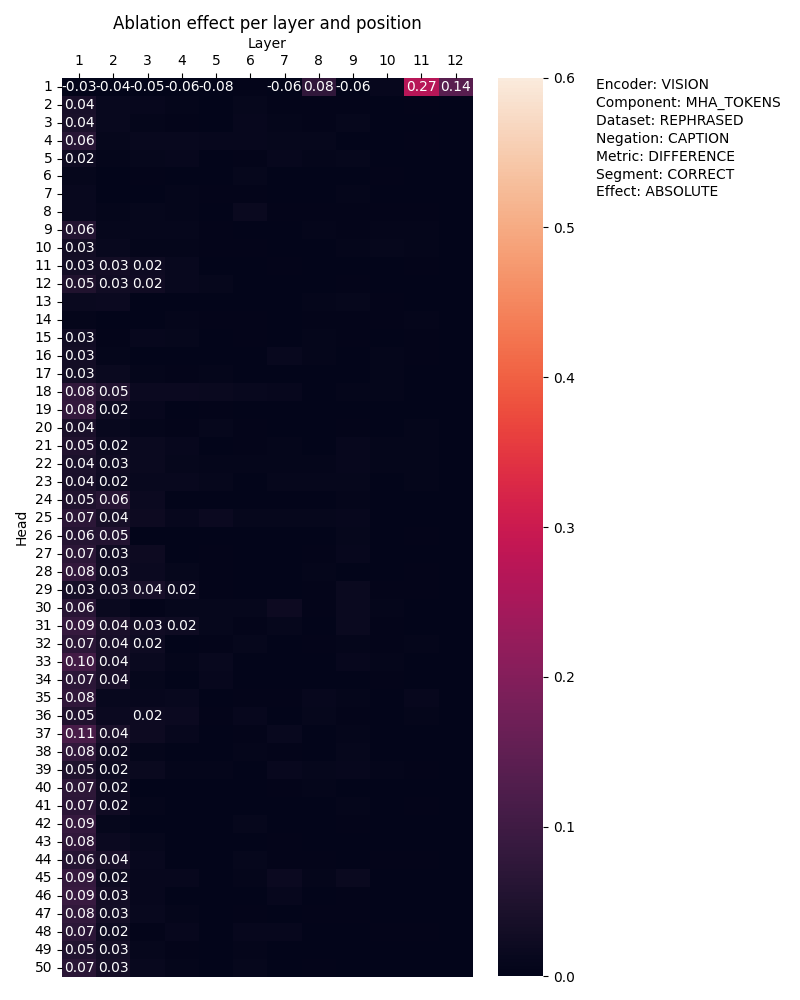 Ablation effect per layer and position
Layer
1 2 3 4 5 6 7 8 9 10 11 12
1 -0.03 -0.04 -0.05 -0.06 -0.08 -0.06 0.08 -0.06 0.27 0.14
2 0.04
3 0.04
4 0.06
5 0.02
6
7
8
9 0.06
10 0.03
11 0.03 0.03 0.02
12 0.05 0.03 0.02
13
14
15 0.03
16 0.03
17 0.03
18 0.08 0.05
19 0.08 0.02
20 0.04
21 0.05 0.02
22 0.04 0.03
23 0.04 0.02
24 0.05 0.06
25 0.07 0.04
26 0.06 0.05
27 0.07 0.03
28 0.08 0.03
29 0.03 0.03 0.04 0.02
30 0.06
31 0.09 0.04 0.03 0.02
32 0.07 0.04 0.02
33 0.10 0.04
34 0.07 0.04
35 0.08
36 0.05 0.02
37 0.11 0.04
38 0.08 0.02
39 0.05 0.02
40 0.07 0.02
41 0.07 0.02
42 0.09
43 0.08
44 0.06 0.04
45 0.09 0.02
46 0.09 0.03
47 0.08 0.03
48 0.07 0.02
49 0.05 0.03
50 0.07 0.03
Head
0.6
0.5
0.4
0.3
0.2
0.1
0.0
Encoder: VISION
Component: MHA_TOKENS
Dataset: REPHRASED
Negation: CAPTION
Metric: DIFFERENCE
Segment: CORRECT
Effect: ABSOLUTE